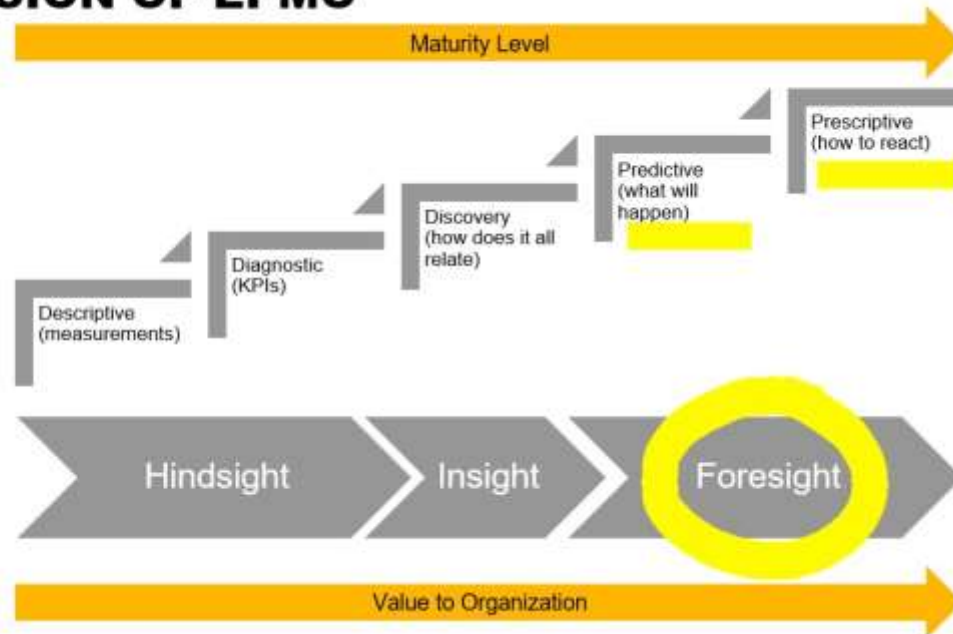 Maturity Level
Prescriptive
(how to react)
Predictive
(what will
happen)
Discovery
(how does it all
relate)
Diagnostic
(KPIs)
Descriptive
(measurements)
Hindsight
Insight
Foresight
Value to Organization